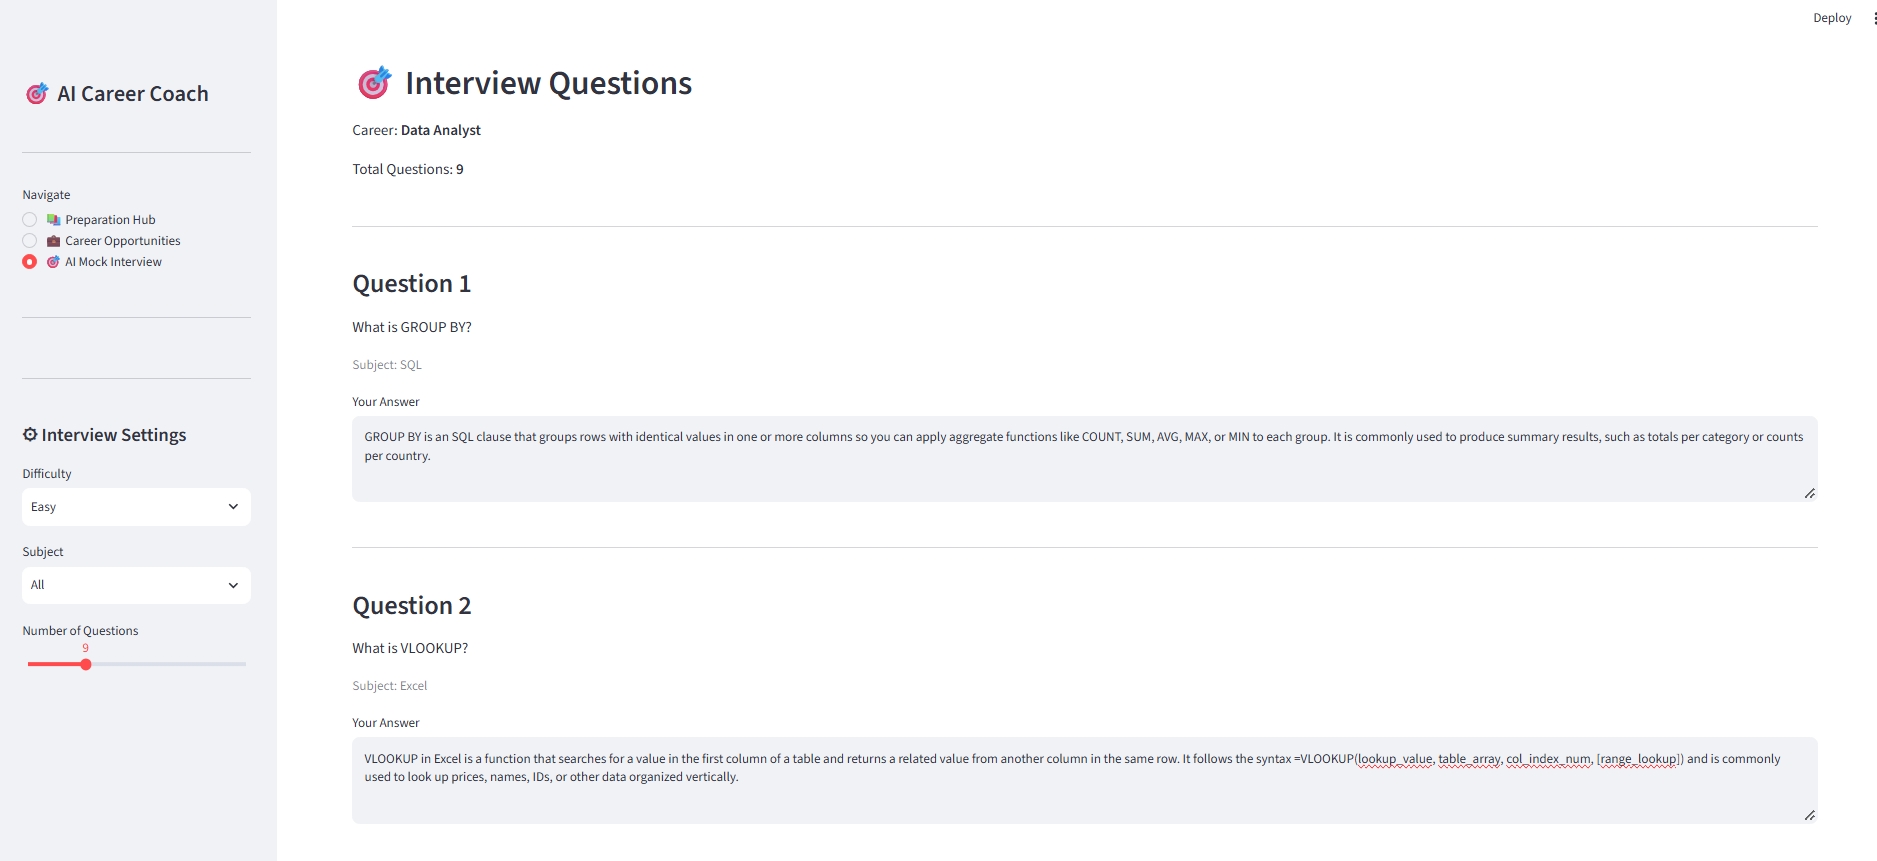 Deploy
AI Career Coach
Navigate
Preparation Hub
Career Opportunities
AI Mock Interview
Interview Settings
Difficulty
Easy
Subject
All
Number of Questions
9
Interview Questions
Career: Data Analyst
Total Questions: 9
Question 1
What is GROUP BY?
Subject: SQL
Your Answer
GROUP BY is an SQL clause that groups rows with identical values in one or more columns so you can apply aggregate functions like COUNT, SUM, AVG, MAX, or MIN to each group. It is commonly used to produce summary results, such as totals per category or counts
per country.
Question 2
What is VLOOKUP?
Subject: Excel
Your Answer
VLOOKUP in Excel is a function that searches for a value in the first column of a table and returns a related value from another column in the same row. It follows the syntax =VLOOKUP(lookup_value, table_array, col_index_num, [range_lookup]) and is commonly
used to look up prices, names, IDs, or other data organized vertically.